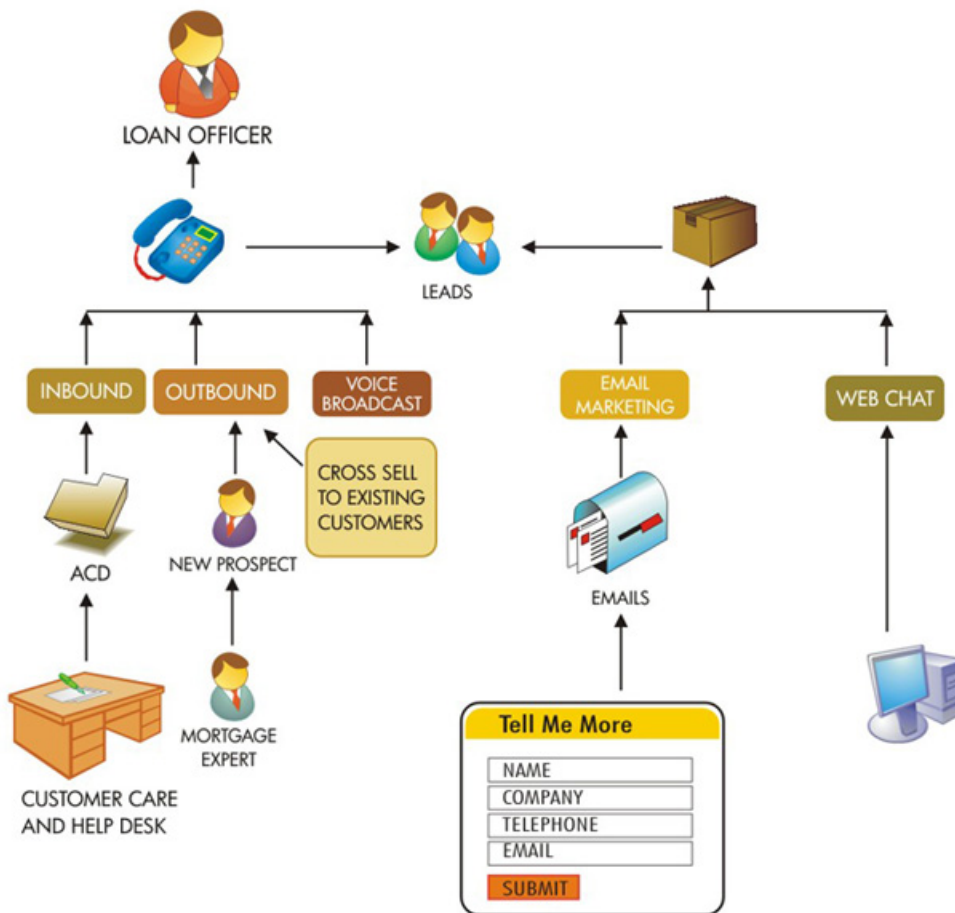 LOAN OFFICER
LEADS
INBOUND
OUTBOUND
VOICE
BROADCAST
EMAIL
MARKETING
WEB CHAT
CROSS SELL
TO EXISTING
CUSTOMERS
ACD
NEW PROSPECT
EMAILS
MORTGAGE
EXPERT
CUSTOMER CARE
AND HELP DESK
Tell Me More
NAME
COMPANY
TELEPHONE
EMAIL
SUBMIT